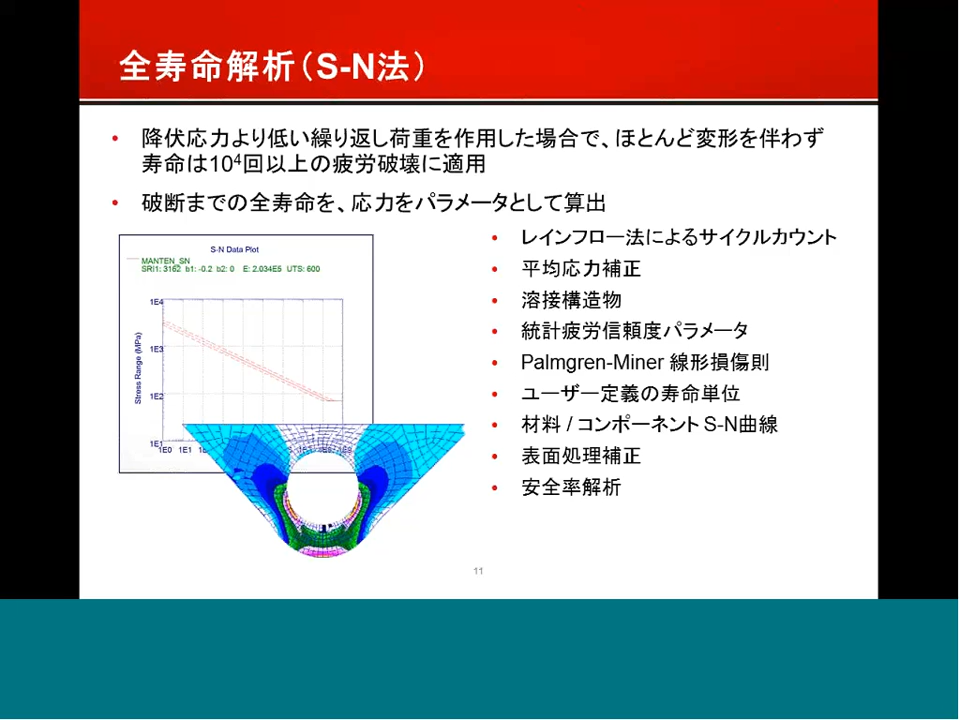 全寿命解析（S-N法）
• 降伏応力より低い繰り返し荷重を作用した場合で、ほとんど変形を伴わず
寿命は10⁴回以上の疲労破壊に適用
• 破断までの全寿命を、応力をパラメータとして算出
S-N Data Plot
MANTEN_SN
SRI1: 3162 b1: -0.2 b2: 0 E: 2.034E5 UTS: 600
Stress Range (MPa)
1E4
1E3
1E2
1E1
1E0 1E1
• レインフロー法によるサイクルカウント
• 平均応力補正
• 溶接構造物
• 統計疲労信頼度パラメータ
• Palmgren-Miner 線形損傷則
• ユーザー定義の寿命単位
• 材料 / コンポーネント S-N曲線
• 表面処理補正
• 安全率解析
11